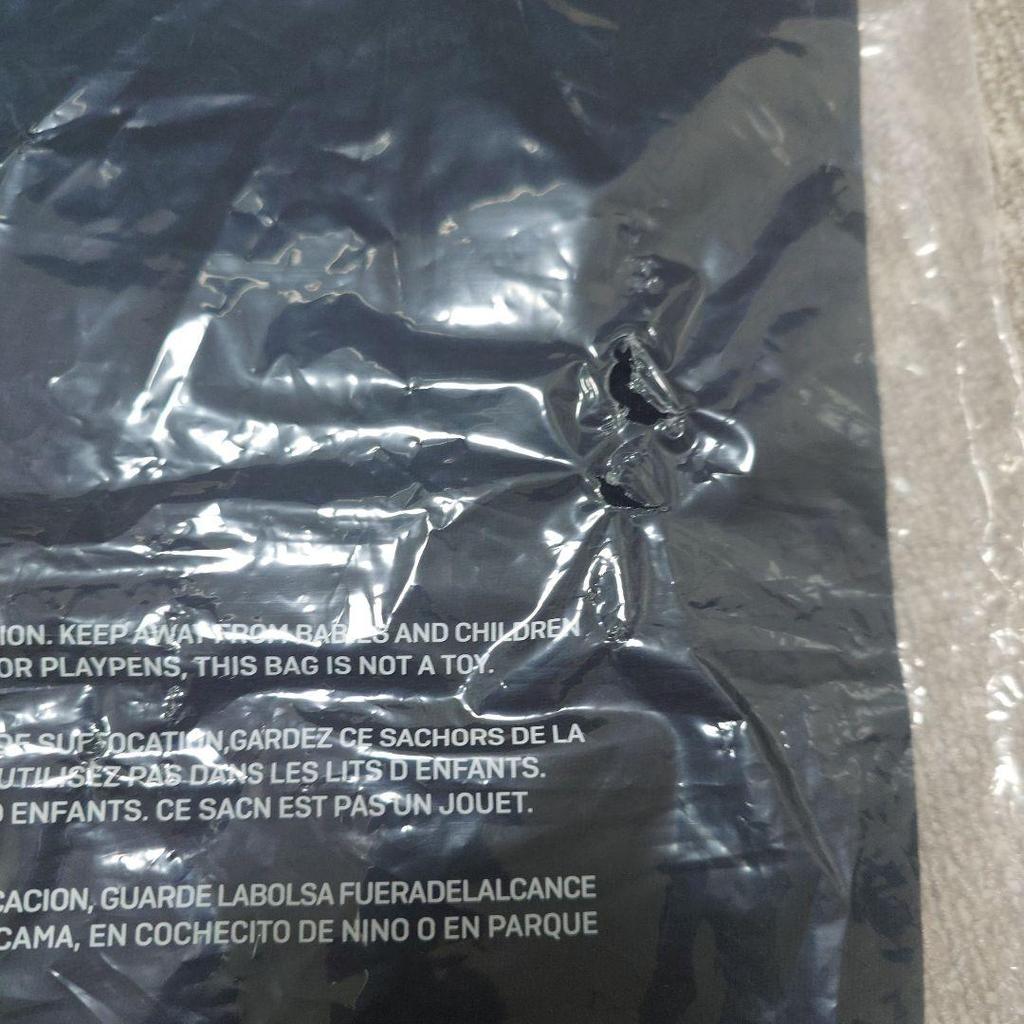 ION. KEEP AWAY FROM BABIES AND CHILDREN
OR PLAYPENS, THIS BAG IS NOT A TOY.
RE SUFFOCATION,GARDEZ CE SACHORS DE LA
UTILISEZ PAS DANS LES LITS D ENFANTS.
D ENFANTS. CE SACN EST PAS UN JOUET.
CACION, GUARDE LABOLSA FUERADELALCANCE
CAMA, EN COCHECITO DE NINO O EN PARQUE